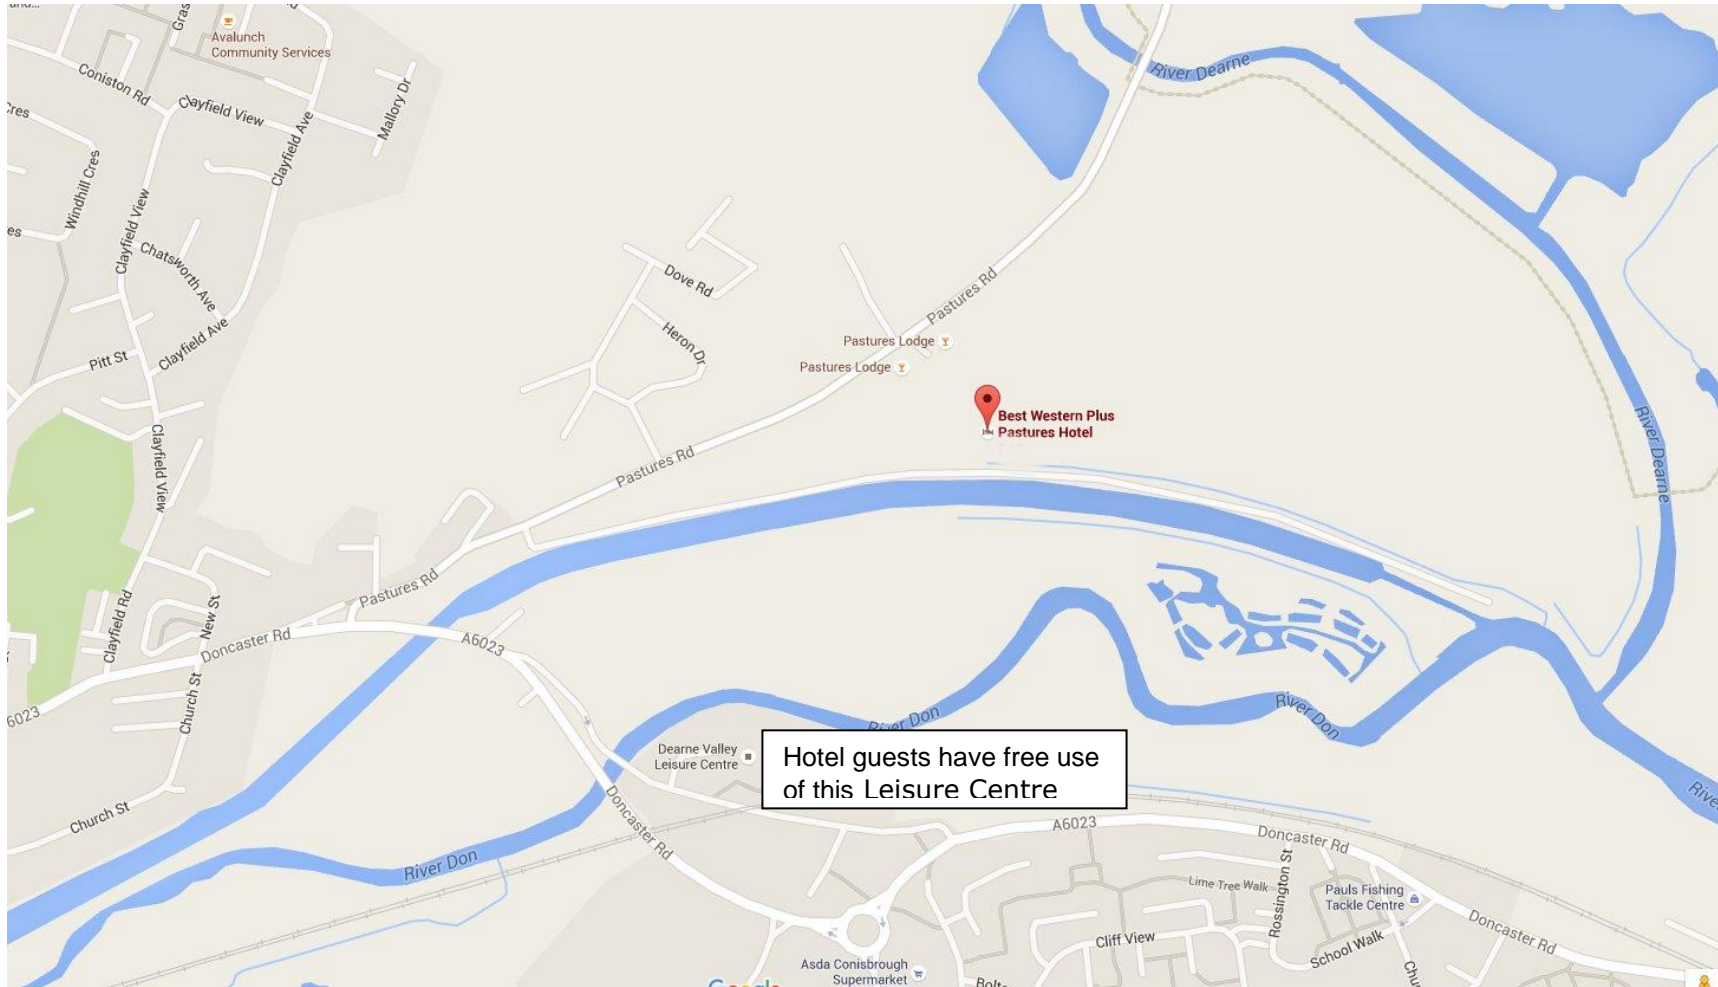 Avalunch
Community Services
Coniston Rd
Clayfield View
Clayfield Ave
Mallory Dr
Windhill Cres
Clayfield View
Chatsworth Ave
Clayfield Ave
Pitt St
Clayfield View
River Dearne
Dove Rd
Heron Dr
Pastures Rd
Pastures Lodge
Pastures Lodge
Best Western Plus
Pastures Hotel
River Dearne
Pastures Rd
Pastures Rd
Clayfield Rd
New St
Doncaster Rd
A6023
Church St
6023
River Don
River Don
Dearne Valley
Leisure Centre
Hotel guests have free use
of this Leisure Centre
Church St
River Don
Doncaster Rd
A6023
Doncaster Rd
Lime Tree Walk
Rossington St
Pauls Fishing
Tackle Centre
Doncaster Rd
School Walk
Cliff View
Asda Conisbrough
Supermarket